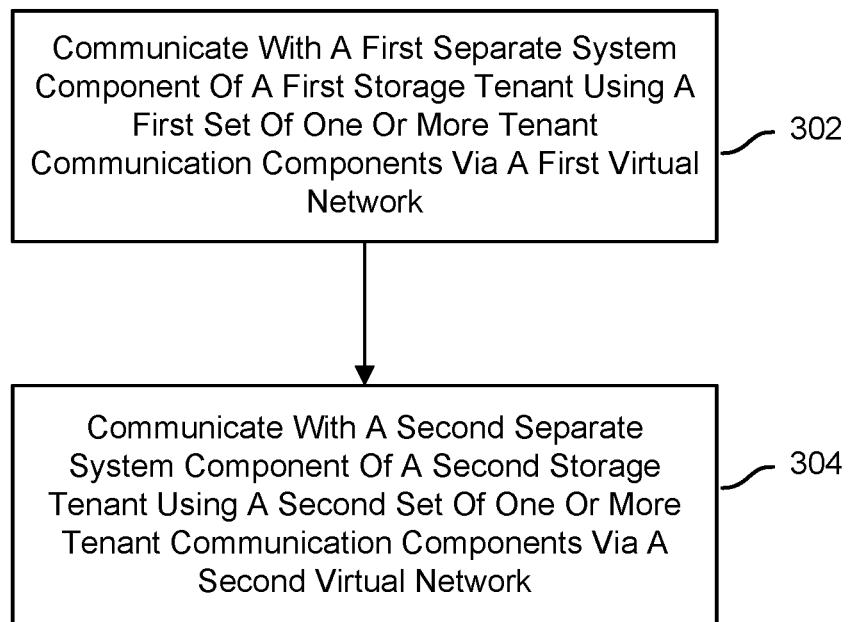 Communicate With A First Separate System
Component Of A First Storage Tenant Using A
First Set Of One Or More Tenant
Communication Components Via A First Virtual
Network
302
Communicate With A Second Separate
System Component Of A Second Storage
Tenant Using A Second Set Of One Or More
Tenant Communication Components Via A
Second Virtual Network
304